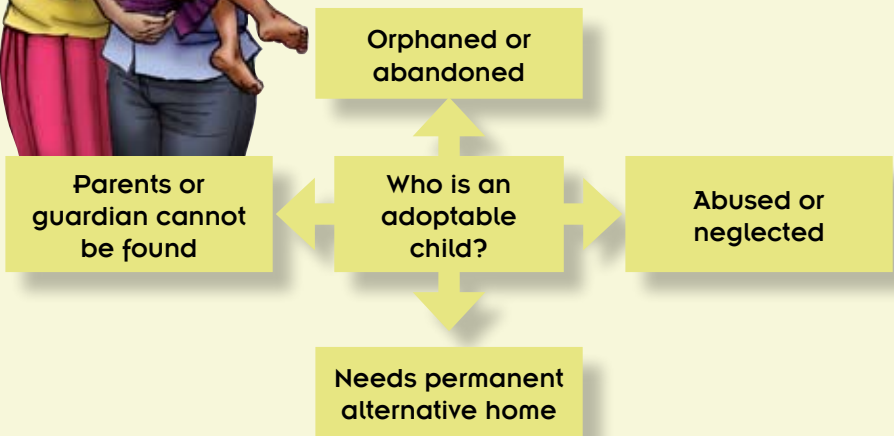 Orphaned or
abandoned
Parents or
guardian cannot
be found
Who is an
adoptable
child?
Abused or
neglected
Needs permanent
alternative home